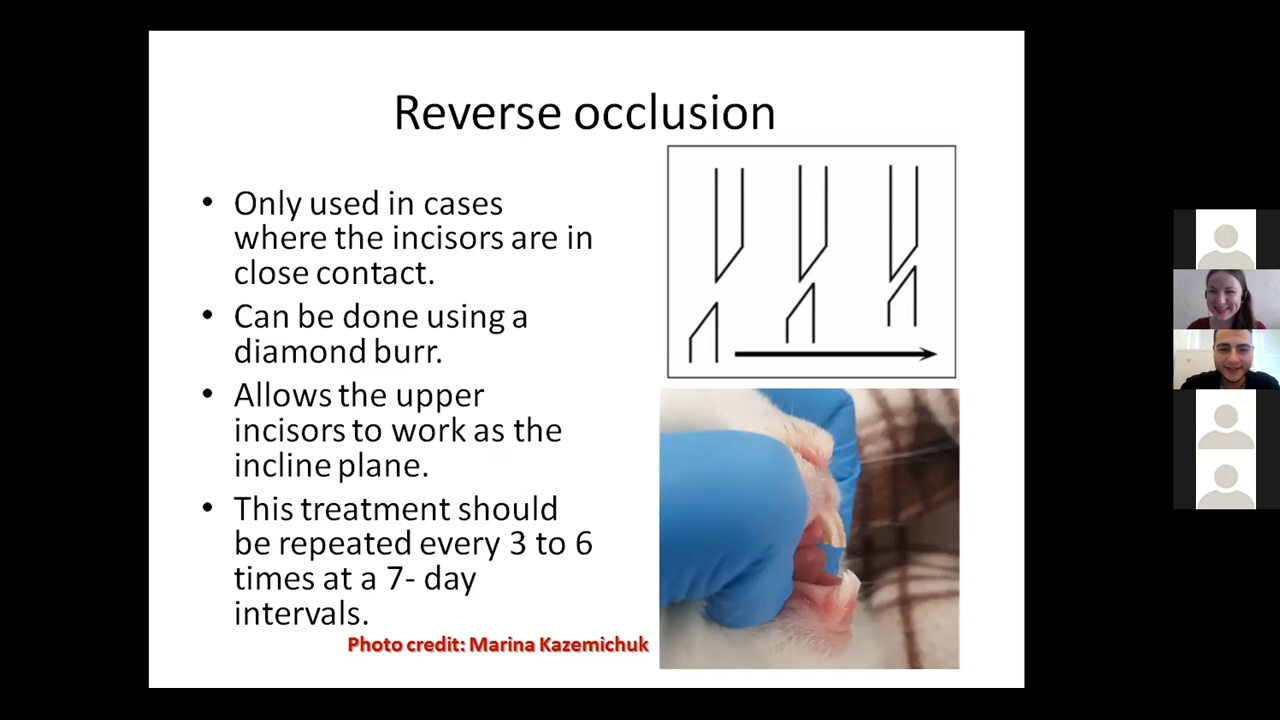 Reverse occlusion
• Only used in cases
where the incisors are in
close contact.
• Can be done using a
diamond burr.
• Allows the upper
incisors to work as the
incline plane.
• This treatment should
be repeated every 3 to 6
times at a 7- day
intervals.
Photo credit: Marina Kazemichuk